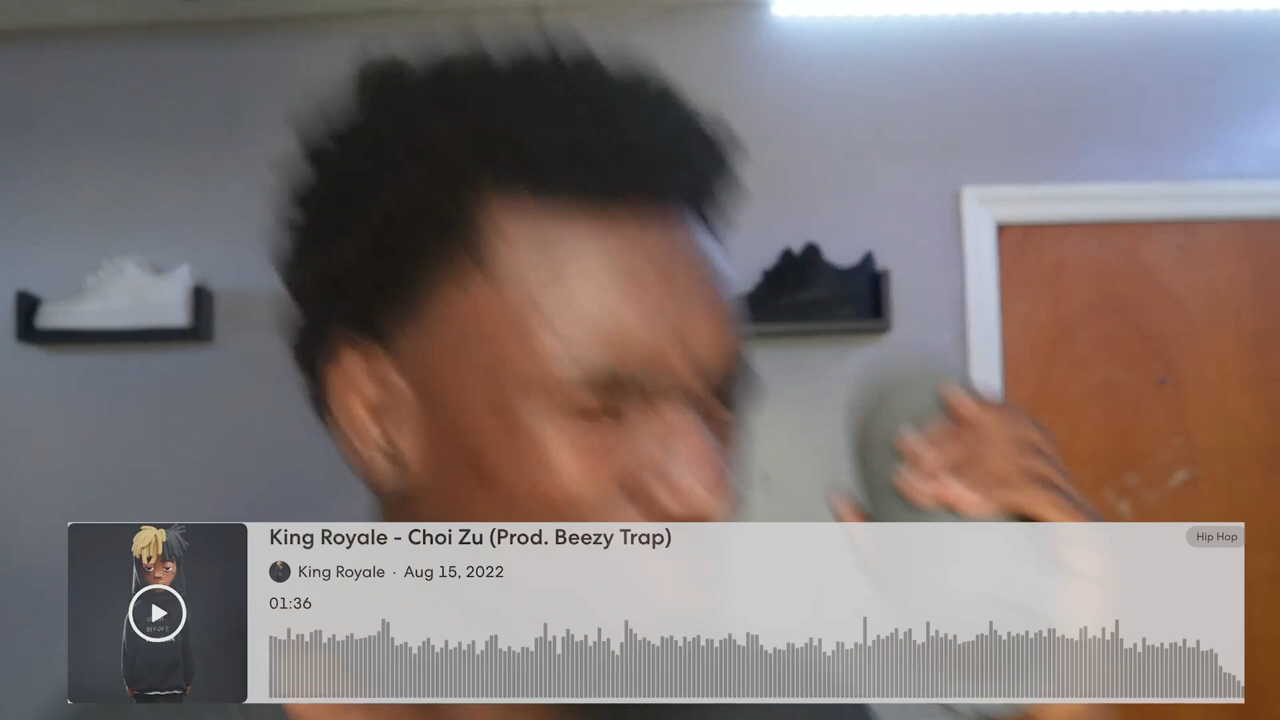 King Royale - Choi Zu (Prod. Beezy Trap)
Hip Hop
King Royale · Aug 15, 2022
01:36